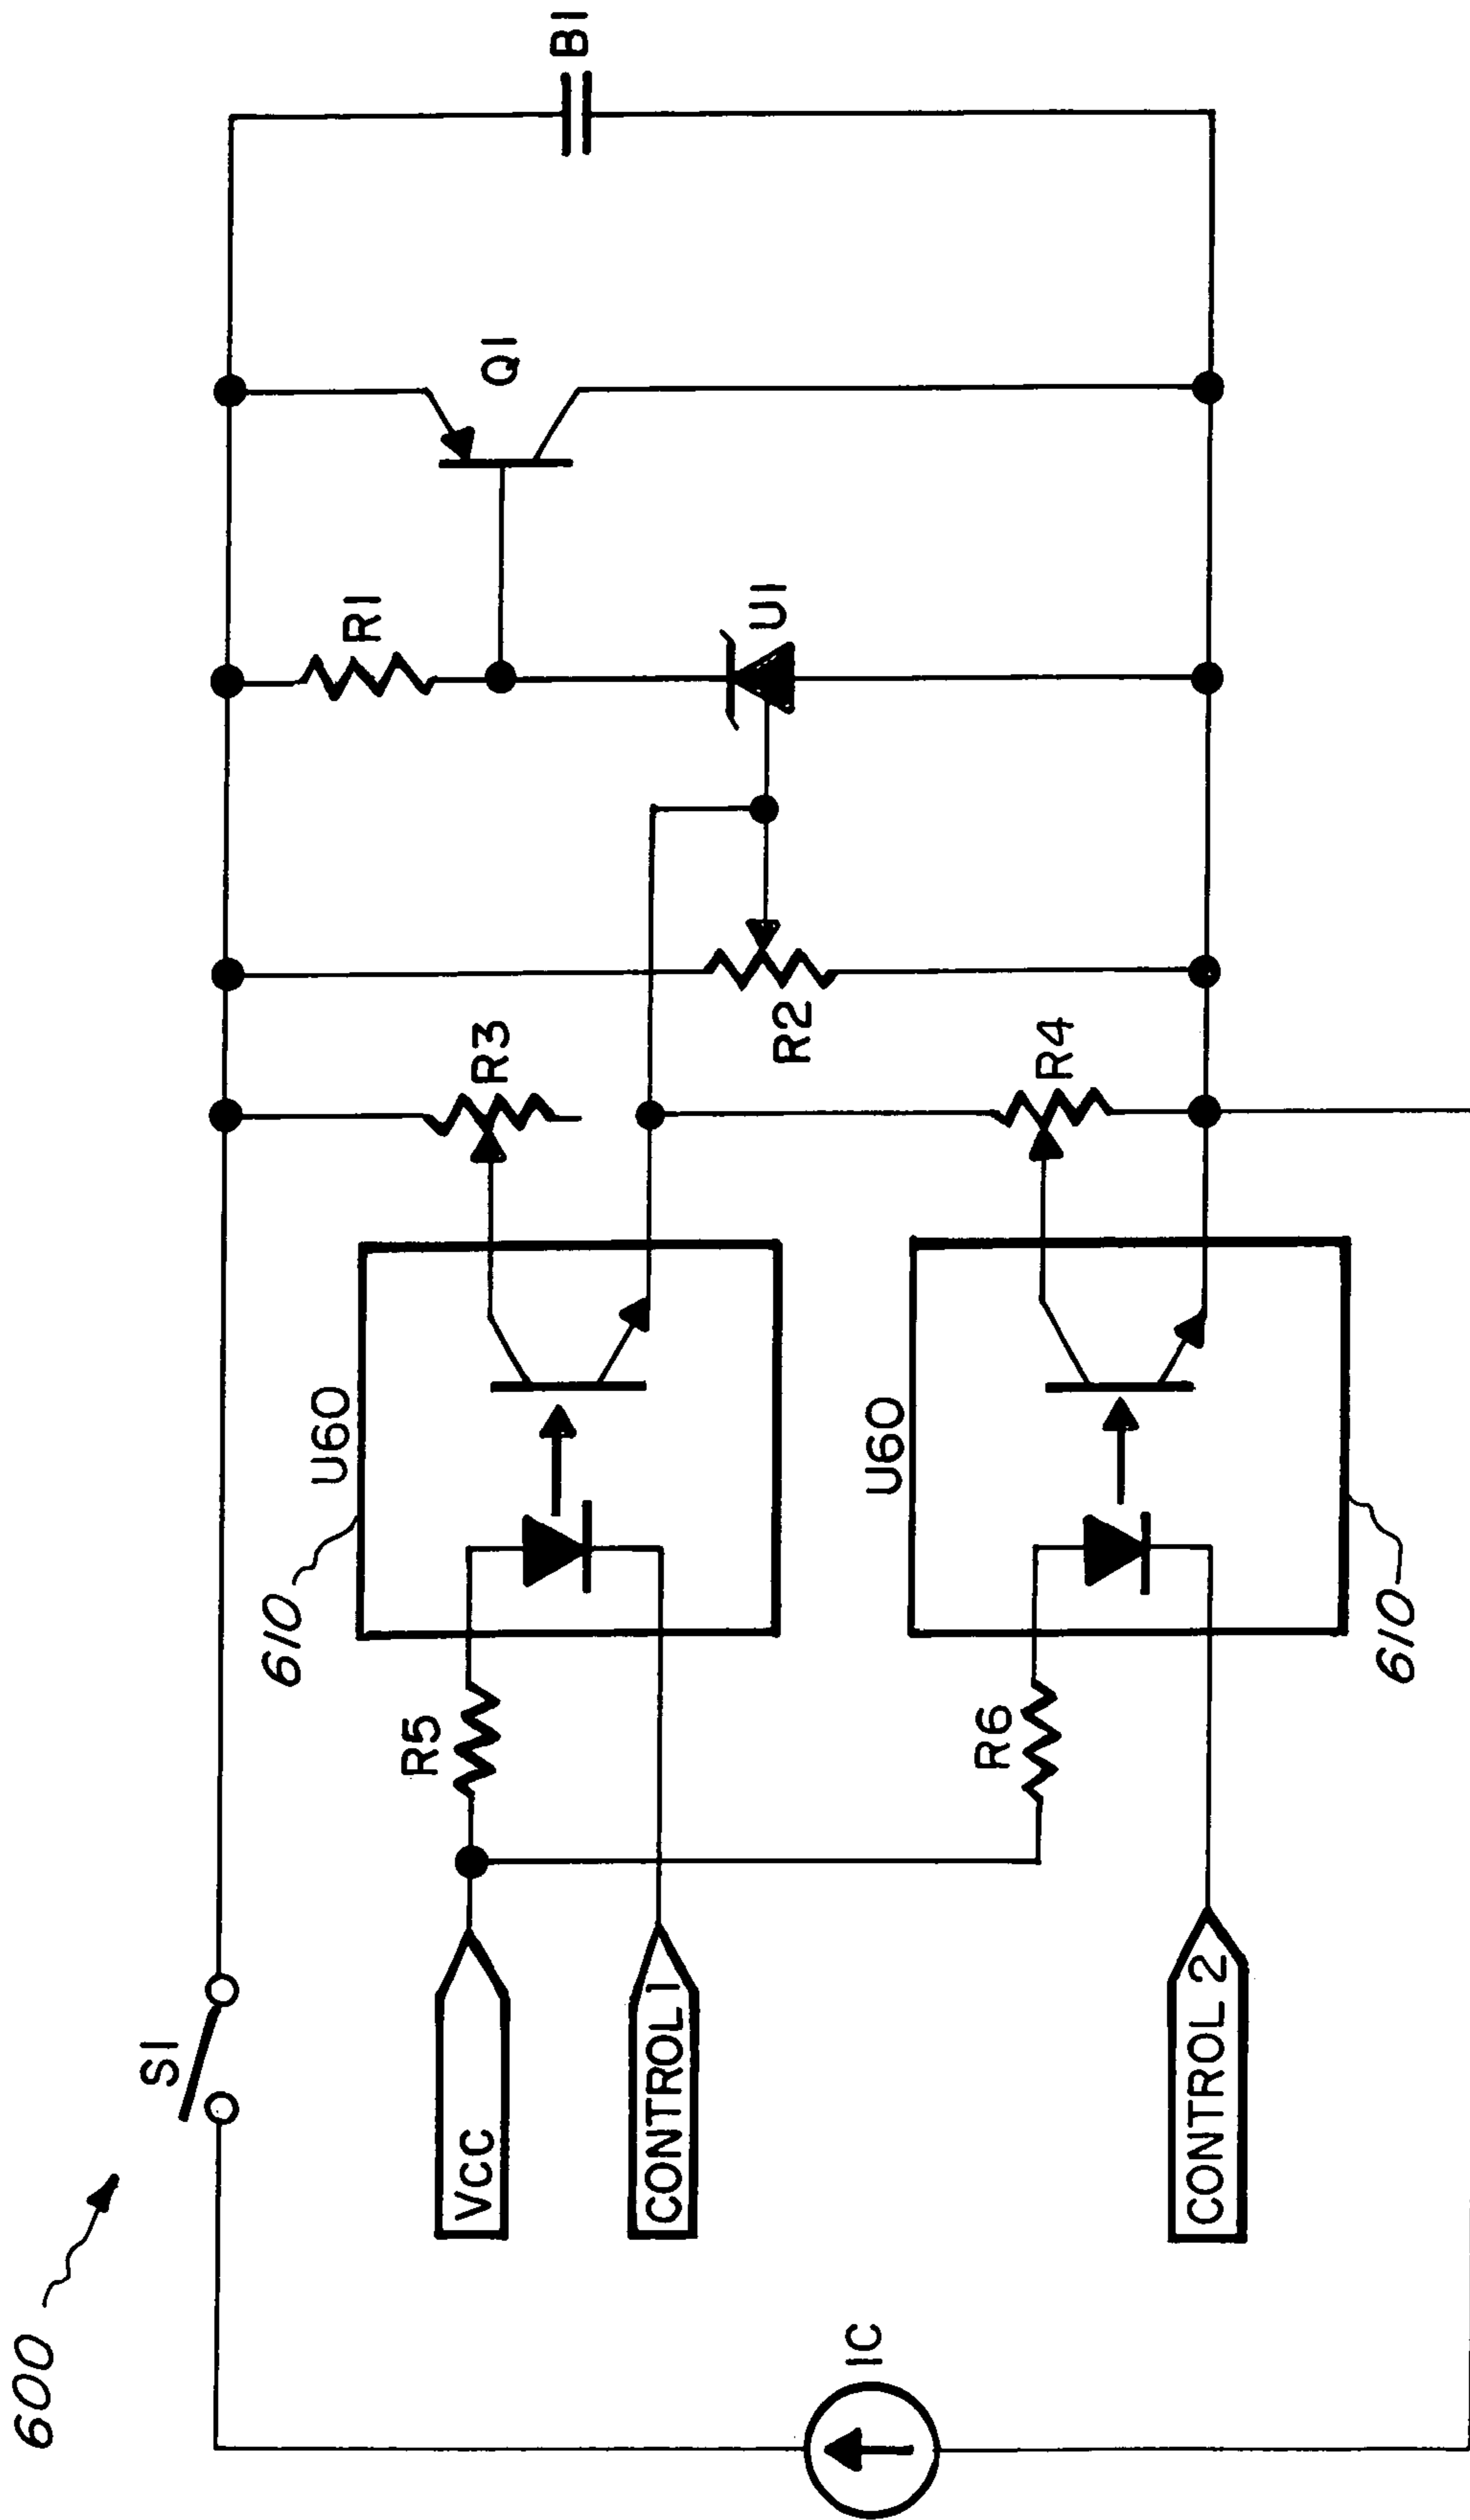 600
S1
VCC
CONTROL 1
CONTROL 2
IC
R5
R6
610
U60
U60
610
R3
R4
R2
R1
U1
Q1
B1